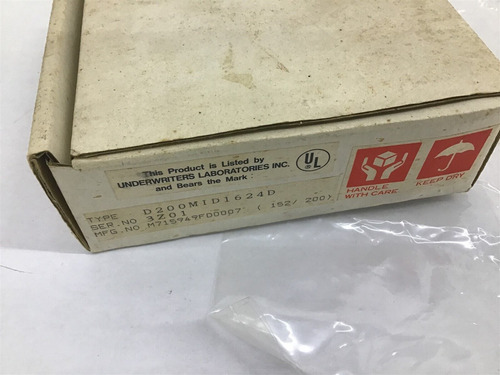 This Product is Listed by
UNDERWRITERS LABORATORIES INC.
and Bears the Mark
UL
TYPE D200MID1624D
SER.NO 3Z01
MFG.NO M715949FD00D7 ( 152/ 200)
HANDLE
WITH CARE
KEEP DRY